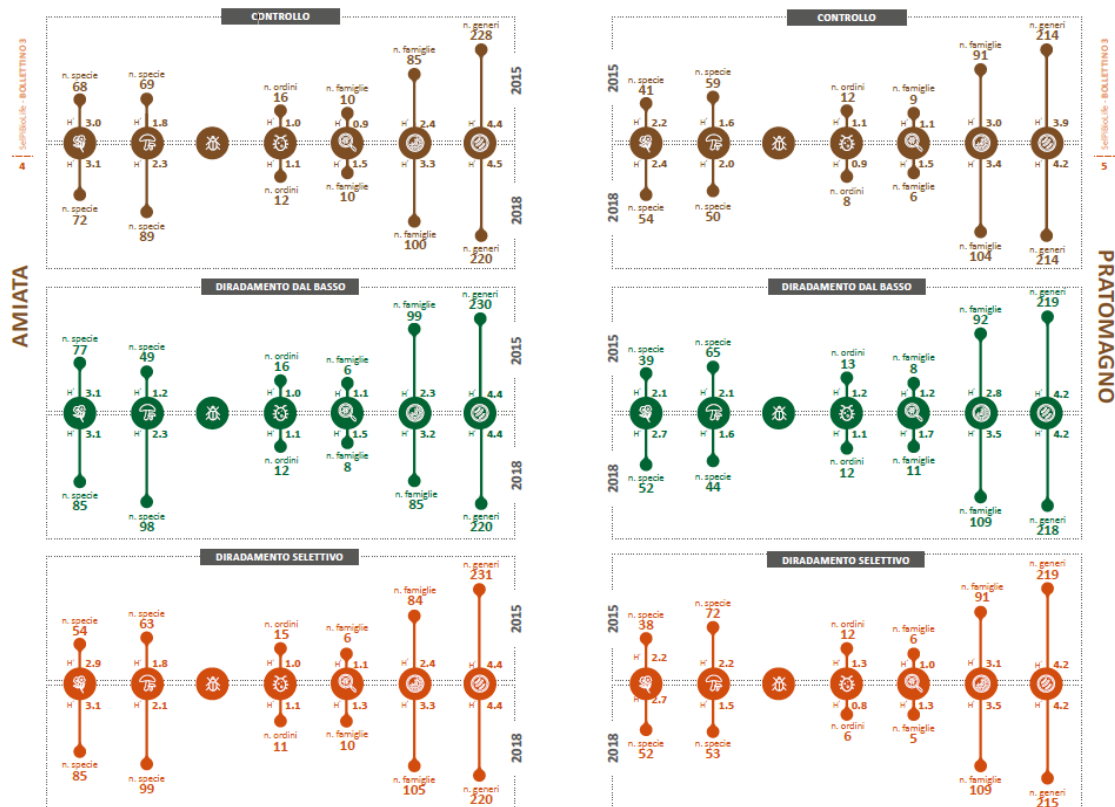 SelPiBioLife - BOLLETTINO 3
4
AMIATA
CONTROLLO
2015
n. specie
68
n. specie
69
n. ordini
16
n. famiglie
10
n. famiglie
85
n. generi
228
H' 3.0
H' 1.8
H' 1.0
H' 0.9
H' 2.4
H' 4.4
H' 3.1
H' 2.3
H' 1.1
H' 1.5
H' 3.3
H' 4.5
n. specie
72
n. specie
89
n. ordini
12
n. famiglie
10
n. famiglie
100
n. generi
220
2018
DIRADAMENTO DAL BASSO
2015
n. specie
77
n. specie
49
n. ordini
16
n. famiglie
6
n. famiglie
99
n. generi
230
H' 3.1
H' 1.2
H' 1.0
H' 1.1
H' 2.3
H' 4.4
H' 3.1
H' 2.3
H' 1.1
H' 1.5
H' 3.2
H' 4.4
n. specie
85
n. specie
98
n. ordini
12
n. famiglie
8
n. famiglie
85
n. generi
220
2018
DIRADAMENTO SELETTIVO
2015
n. specie
54
n. specie
63
n. ordini
15
n. famiglie
6
n. famiglie
84
n. generi
231
H' 2.9
H' 1.8
H' 1.0
H' 1.1
H' 2.4
H' 4.4
H' 3.1
H' 2.1
H' 1.1
H' 1.3
H' 3.3
H' 4.4
n. specie
85
n. specie
99
n. ordini
11
n. famiglie
10
n. famiglie
105
n. generi
220
2018
SelPiBioLife - BOLLETTINO 3
5
PRATOMAGNO
CONTROLLO
2015
n. specie
41
n. specie
59
n. ordini
12
n. famiglie
9
n. famiglie
91
n. generi
214
H' 2.2
H' 1.6
H' 1.1
H' 1.1
H' 3.0
H' 3.9
H' 2.4
H' 2.0
H' 0.9
H' 1.5
H' 3.4
H' 4.2
n. specie
54
n. specie
50
n. ordini
8
n. famiglie
6
n. famiglie
104
n. generi
214
2018
DIRADAMENTO DAL BASSO
2015
n. specie
39
n. specie
65
n. ordini
13
n. famiglie
8
n. famiglie
92
n. generi
219
H' 2.1
H' 2.1
H' 1.2
H' 1.2
H' 2.8
H' 4.2
H' 2.7
H' 1.6
H' 1.1
H' 1.7
H' 3.5
H' 4.2
n. specie
52
n. specie
44
n. ordini
12
n. famiglie
11
n. famiglie
109
n. generi
218
2018
DIRADAMENTO SELETTIVO
2015
n. specie
38
n. specie
72
n. ordini
12
n. famiglie
6
n. famiglie
91
n. generi
219
H' 2.2
H' 2.2
H' 1.3
H' 1.0
H' 3.1
H' 4.2
H' 2.7
H' 1.5
H' 0.8
H' 1.3
H' 3.5
H' 4.2
n. specie
52
n. specie
53
n. ordini
6
n. famiglie
5
n. famiglie
109
n. generi
215
2018